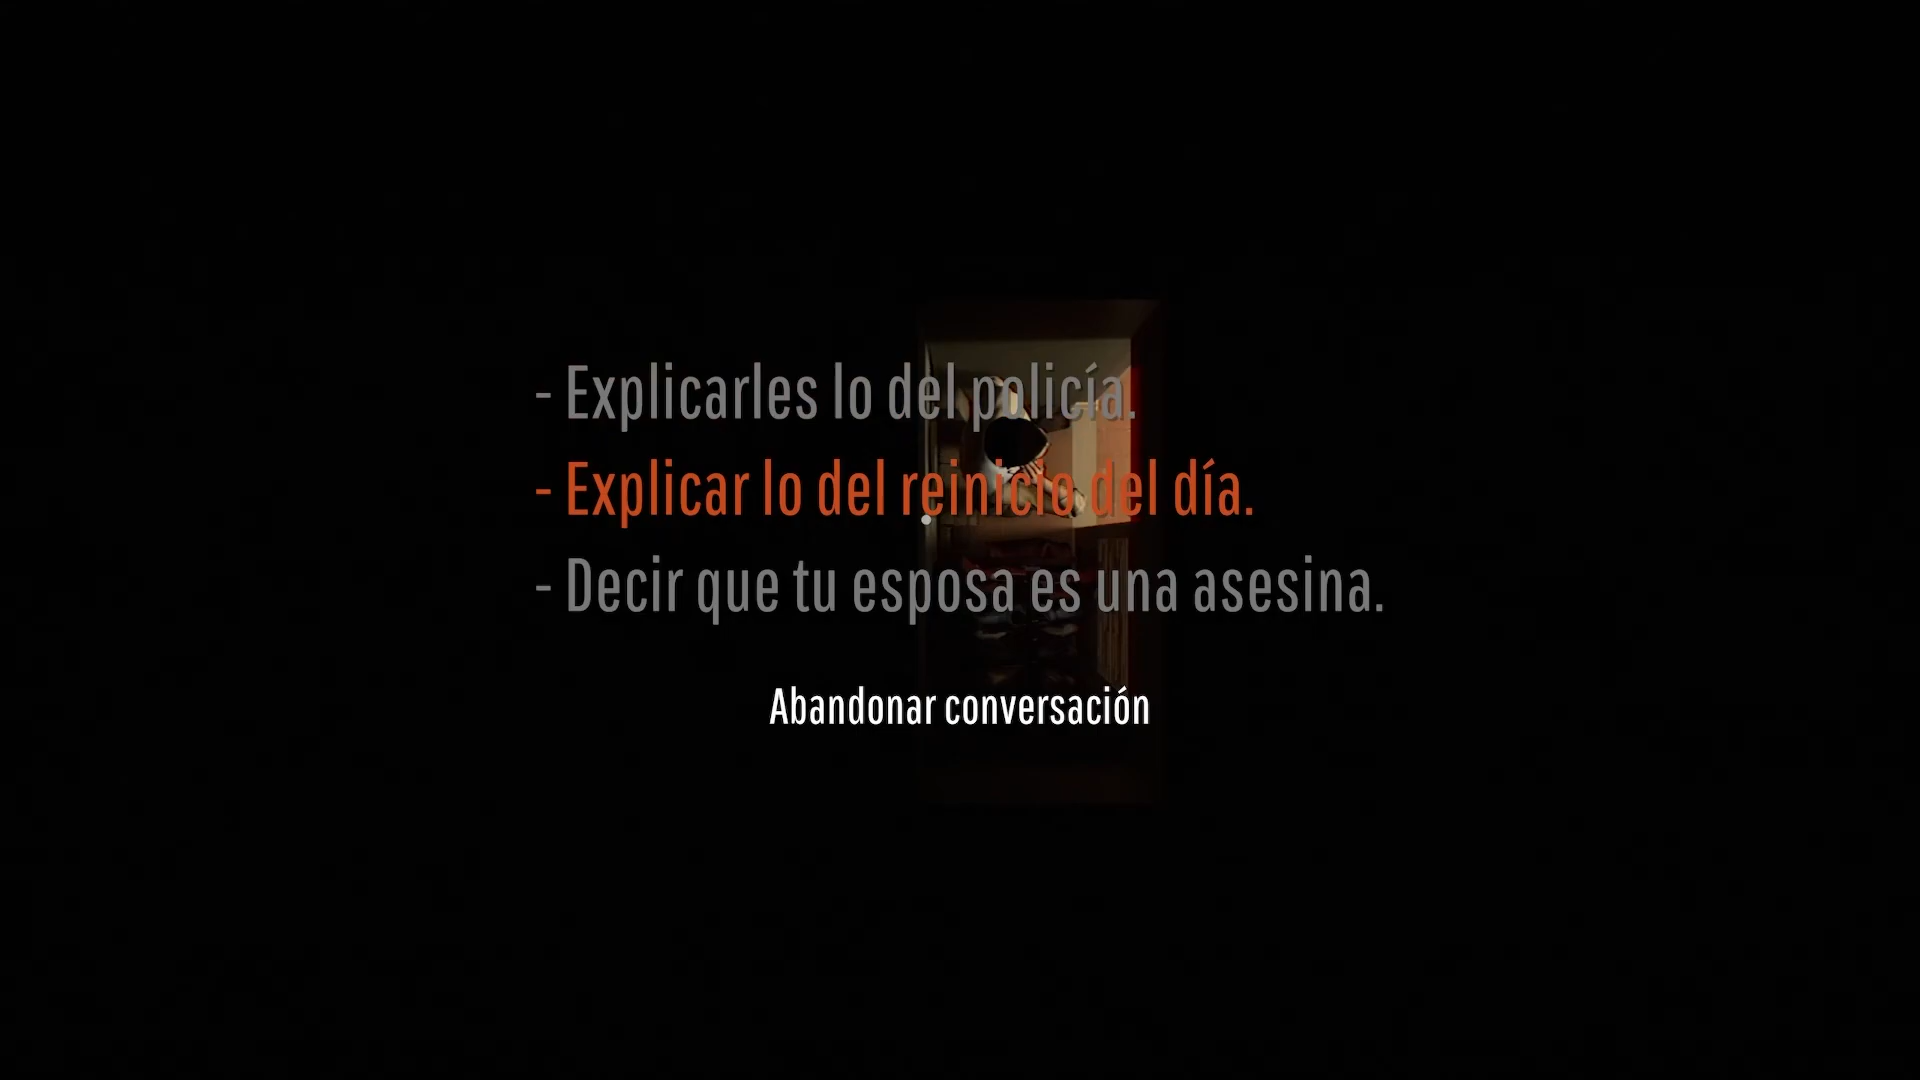 - Explicarles lo del policía.
- Explicar lo del reinicio del día.
- Decir que tu esposa es una asesina.
Abandonar conversación